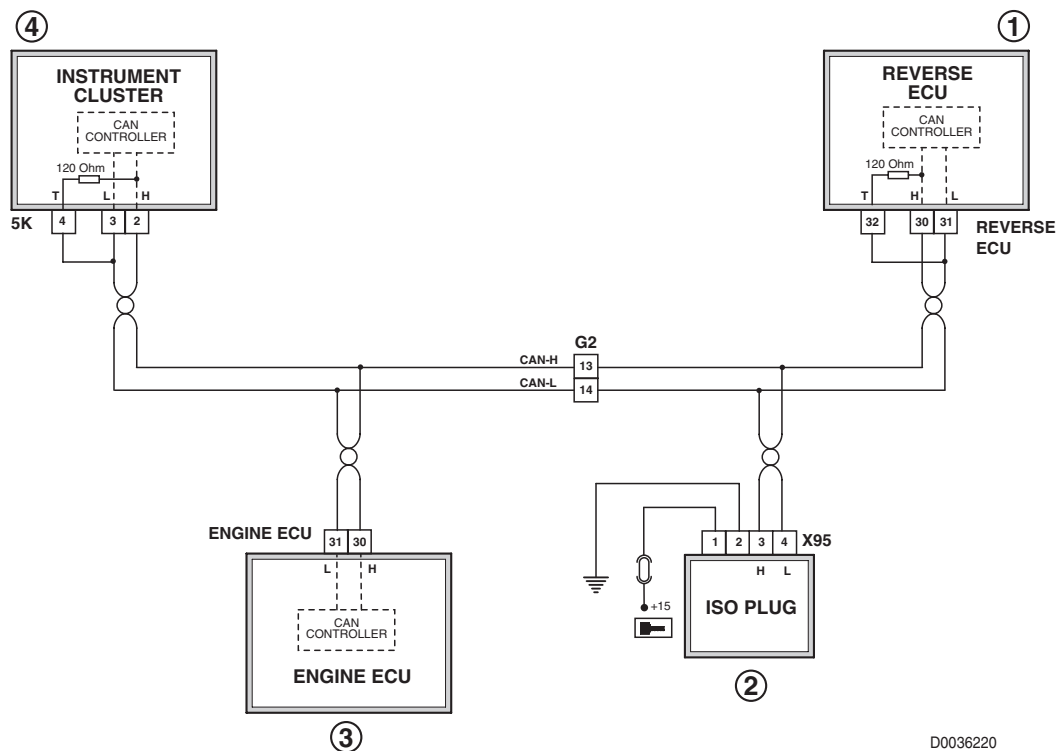 4
1
INSTRUMENT
CLUSTER
CAN
CONTROLLER
120 Ohm
T L H
5K 4 3 2
REVERSE
ECU
CAN
CONTROLLER
120 Ohm
T H L
32 30 31 REVERSE
ECU
G2
CAN-H 13
CAN-L 14
ENGINE ECU 31 30
L H
CAN
CONTROLLER
ENGINE ECU
3
1 2 3 4 X95
H L
+15
ISO PLUG
2
D0036220